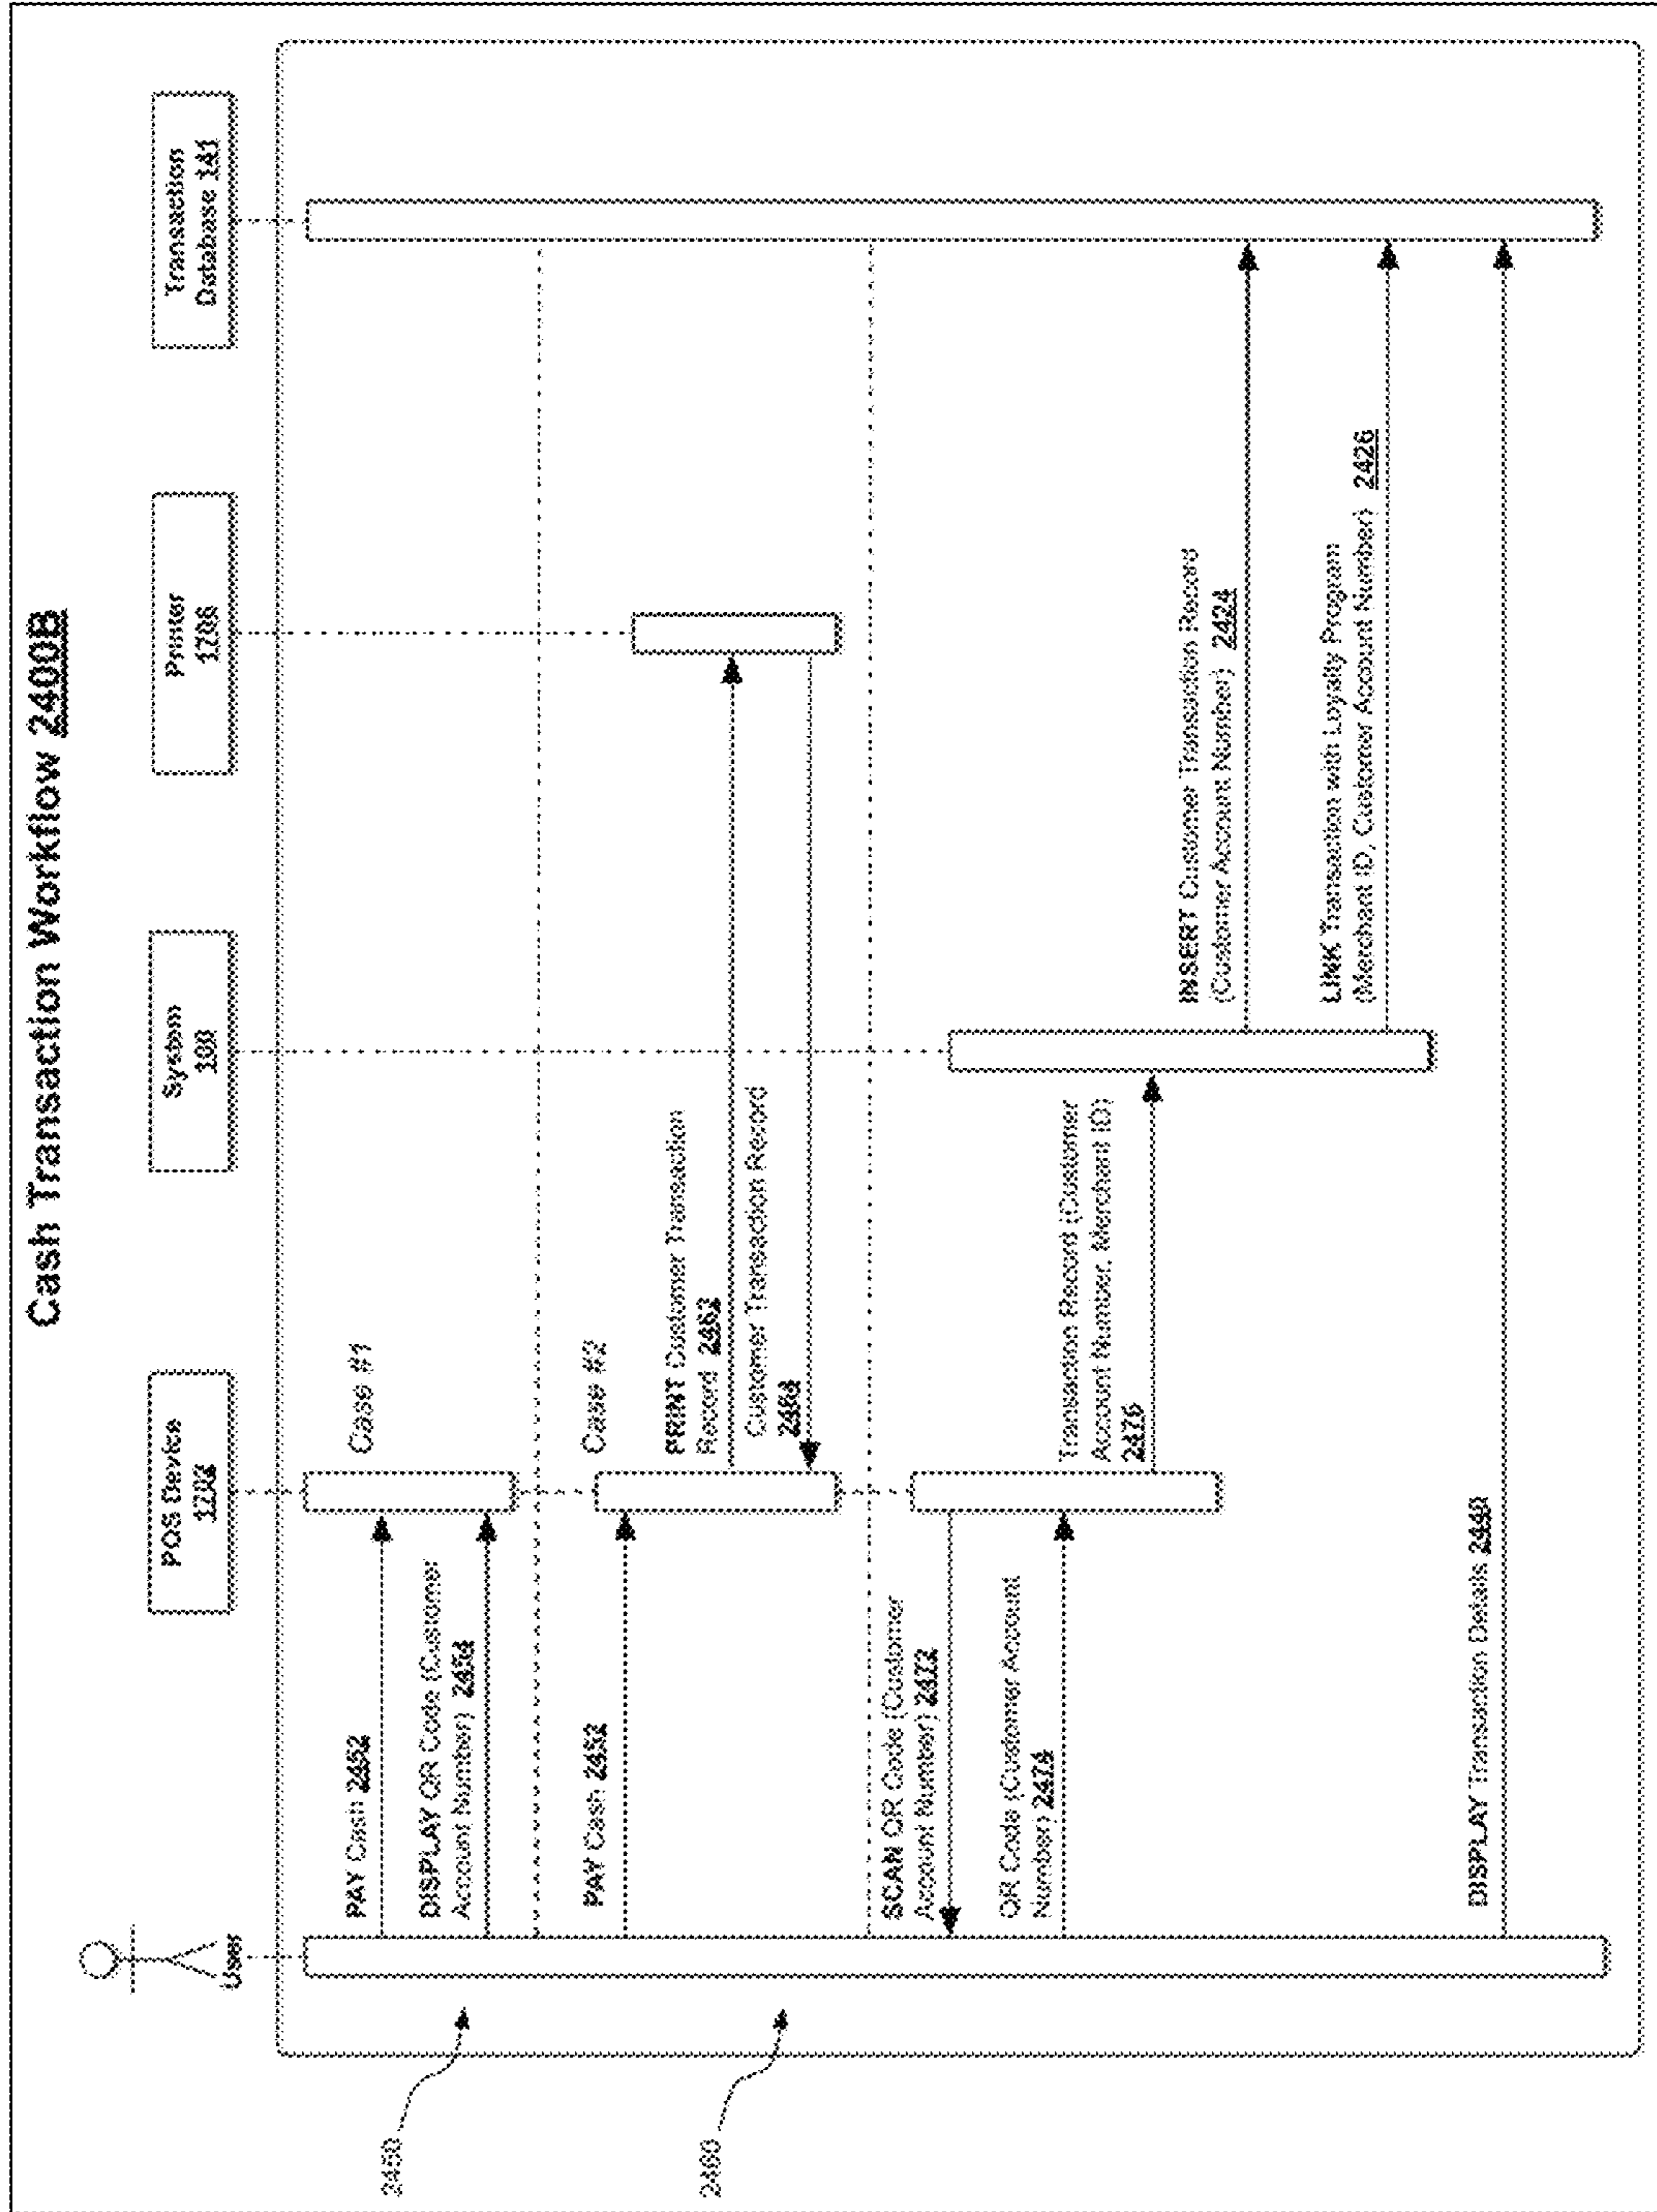 Cash Transaction Workflow 2400B
User
POS Device
1702
System
100
Printer
1706
Transaction
Database 141
2450
Case #1
PAY Cash 2452
DISPLAY QR Code (Customer
Account Number) 2454
2460
Case #2
PAY Cash 2452
PRINT Customer Transaction
Record 2462
Customer Transaction Record
2464
SCAN QR Code (Customer
Account Number) 2472
QR Code (Customer Account
Number) 2474
Transaction Record (Customer
Account Number, Merchant ID)
2476
INSERT Customer Transaction Record
(Customer Account Number) 2424
LINK Transaction with Loyalty Program
(Merchant ID, Customer Account Number) 2426
DISPLAY Transaction Details 2440